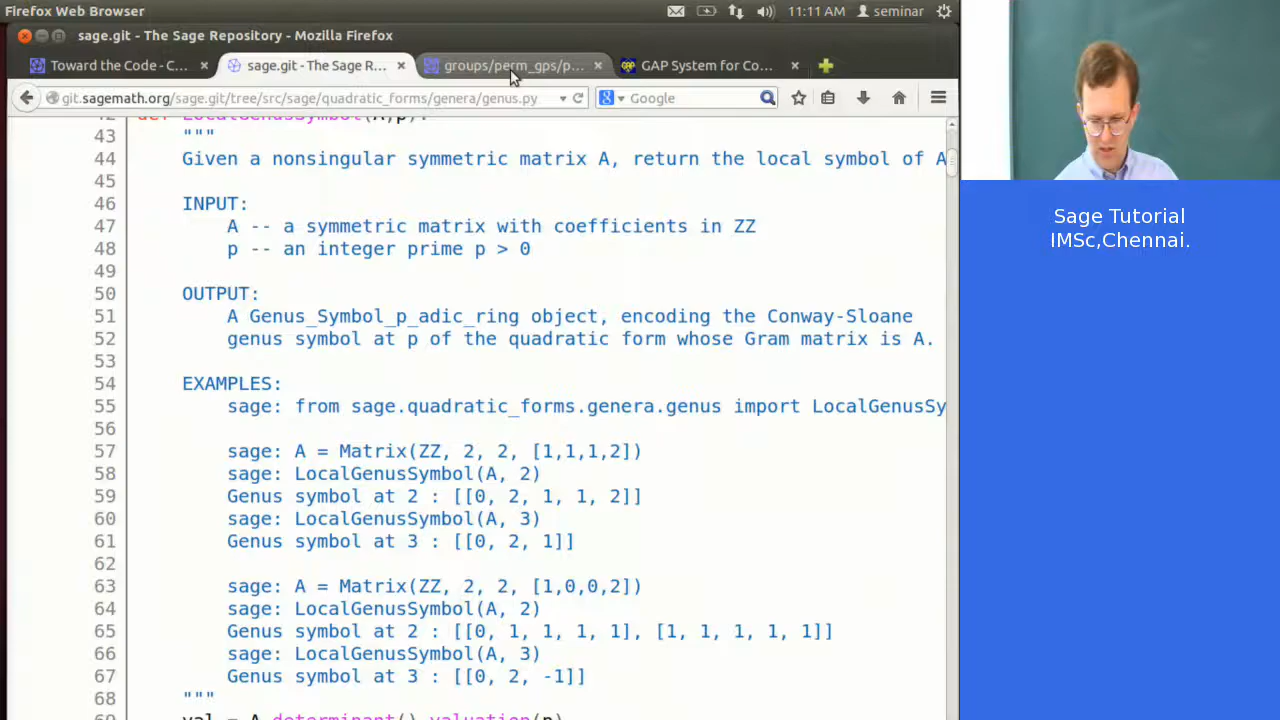 Firefox Web Browser
11:11 AM
seminar
sage.git - The Sage Repository - Mozilla Firefox
Toward the Code - C...
sage.git - The Sage R...
groups/perm_gps/p...
GAP System for Co...
git.sagemath.org/sage.git/tree/src/sage/quadratic_forms/genera/genus.py
Google
def LocalGenusSymbol(A,p):
43 """
44 Given a nonsingular symmetric matrix A, return the local symbol of A
45
46 INPUT:
47 A -- a symmetric matrix with coefficients in ZZ
48 p -- an integer prime p > 0
49
50 OUTPUT:
51 A Genus_Symbol_p_adic_ring object, encoding the Conway-Sloane
52 genus symbol at p of the quadratic form whose Gram matrix is A.
53
54 EXAMPLES:
55 sage: from sage.quadratic_forms.genera.genus import LocalGenusSy
56
57 sage: A = Matrix(ZZ, 2, 2, [1,1,1,2])
58 sage: LocalGenusSymbol(A, 2)
59 Genus symbol at 2 : [[0, 2, 1, 1, 2]]
60 sage: LocalGenusSymbol(A, 3)
61 Genus symbol at 3 : [[0, 2, 1]]
62
63 sage: A = Matrix(ZZ, 2, 2, [1,0,0,2])
64 sage: LocalGenusSymbol(A, 2)
65 Genus symbol at 2 : [[0, 1, 1, 1, 1], [1, 1, 1, 1, 1]]
66 sage: LocalGenusSymbol(A, 3)
67 Genus symbol at 3 : [[0, 2, -1]]
68 """
69 val = A.determinant().valuation(p)
Sage Tutorial
IMSc,Chennai.